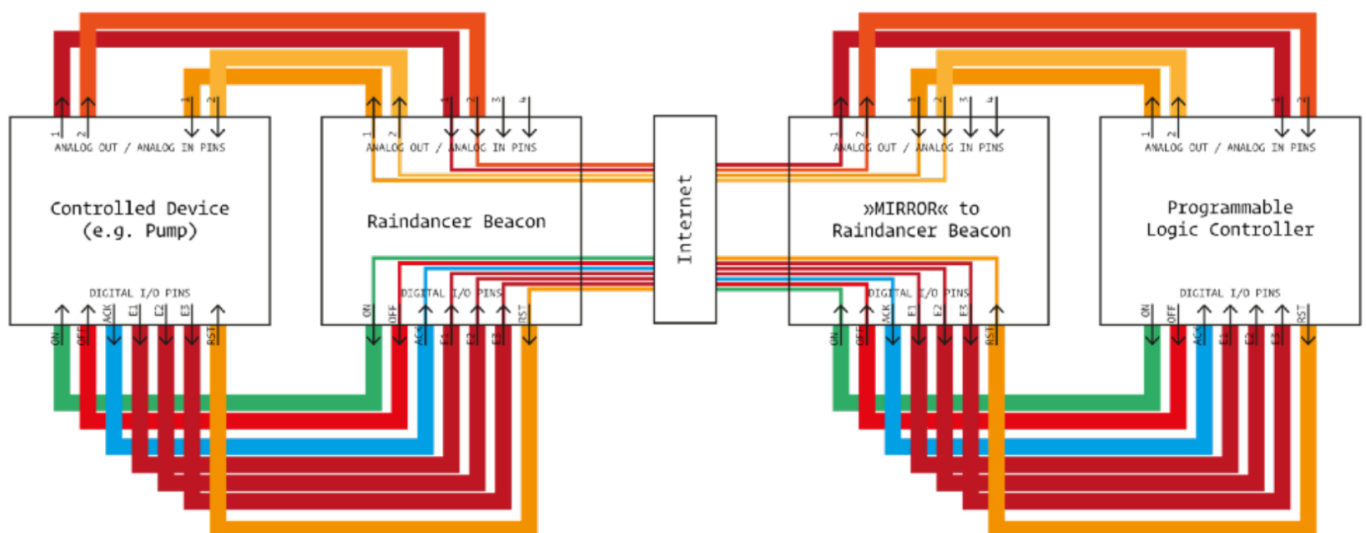 1
2
1
2
1
2
1
2
3
4
1
2
1
2
3
4
1
2
1
2
ANALOG OUT / ANALOG IN PINS
ANALOG OUT / ANALOG IN PINS
ANALOG OUT / ANALOG IN PINS
ANALOG OUT / ANALOG IN PINS
Controlled Device
(e.g. Pump)
Raindancer Beacon
Internet
»MIRROR« to
Raindancer Beacon
Programmable
Logic Controller
DIGITAL I/O PINS
DIGITAL I/O PINS
DIGITAL I/O PINS
DIGITAL I/O PINS
ON
OFF
ACK
E1
E2
E3
RST
ON
OFF
ACK
E1
E2
E3
RST
ON
OFF
ACK
E1
E2
E3
RST
ON
OFF
ACK
E1
E2
E3
RST